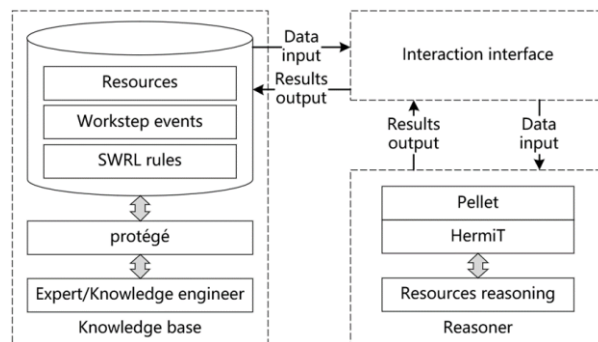 Resources
Workstep events
SWRL rules
protégé
Expert/Knowledge engineer
Knowledge base
Data
input
Results
output
Interaction interface
Results
output
Data
input
Pellet
HermiT
Resources reasoning
Reasoner